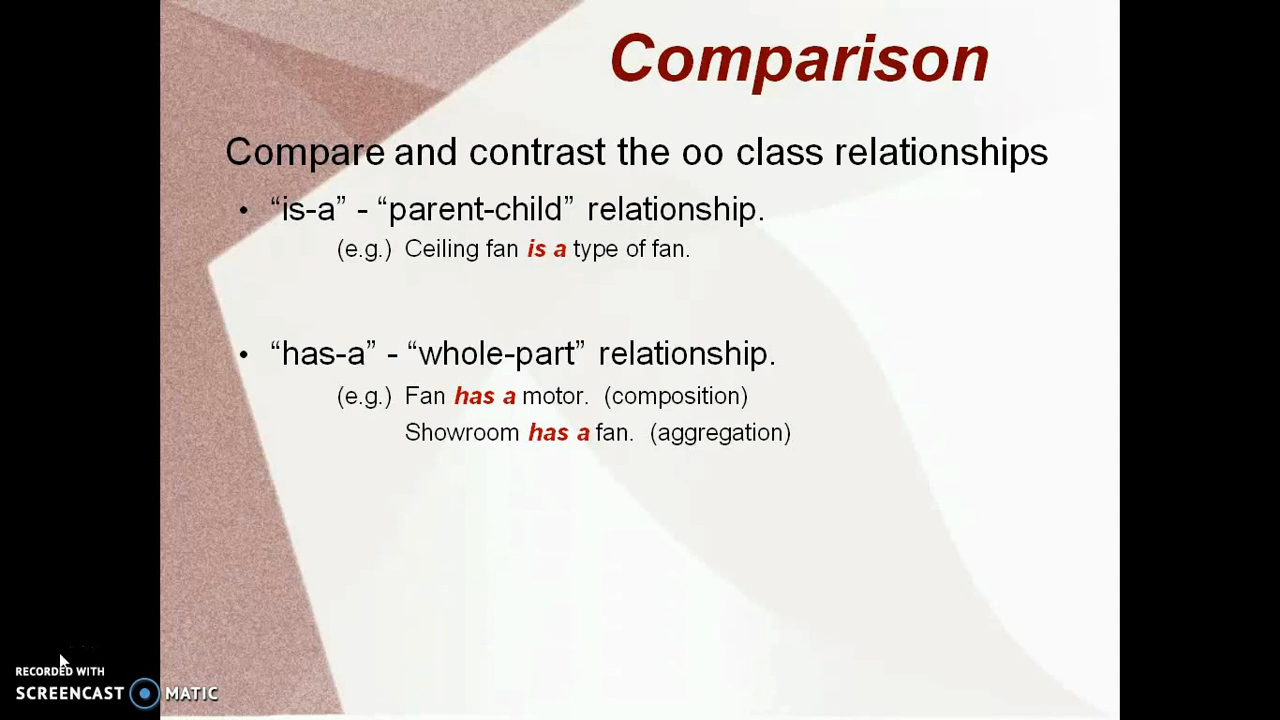 Comparison
Compare and contrast the oo class relationships
• “is-a” - “parent-child” relationship.
(e.g.) Ceiling fan is a type of fan.
• “has-a” - “whole-part” relationship.
(e.g.) Fan has a motor. (composition)
Showroom has a fan. (aggregation)
RECORDED WITH
SCREENCAST MATIC